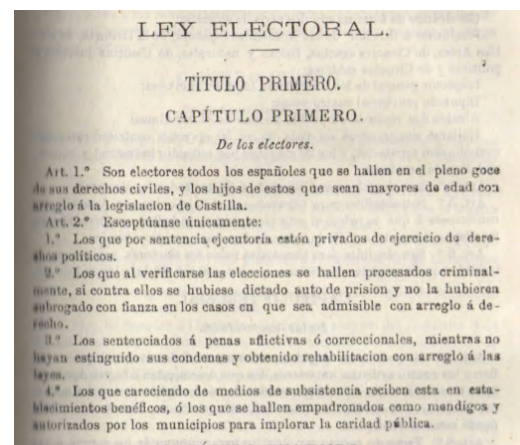 LEY ELECTORAL.
TÍTULO PRIMERO.
CAPÍTULO PRIMERO.
De los electores.
Art. 1.º Son electores todos los españoles que se hallen en el pleno goce
de sus derechos civiles, y los hijos de estos que sean mayores de edad con
arreglo á la legislacion de Castilla.
Art. 2.º Esceptúanse únicamente:
1.º Los que por sentencia ejecutoria están privados de ejercicio de dere-
chos políticos.
2.º Los que al verificarse las elecciones se hallen procesados criminal-
mente, si contra ellos se hubiese dictado auto de prision y no la hubieren
subrogado con fianza en los casos en que sea admisible con arreglo á de-
recho.
3.º Los sentenciados á penas aflictivas ó correccionales, mientras no
hayan estinguido sus condenas y obtenido rehabilitacion con arreglo á las
leyes.
4.º Los que careciendo de medios de subsistencia reciben esta en esta-
blecimientos benéficos, ó los que se hallen empadronados como mendigos y
autorizados por los municipios para implorar la caridad pública.